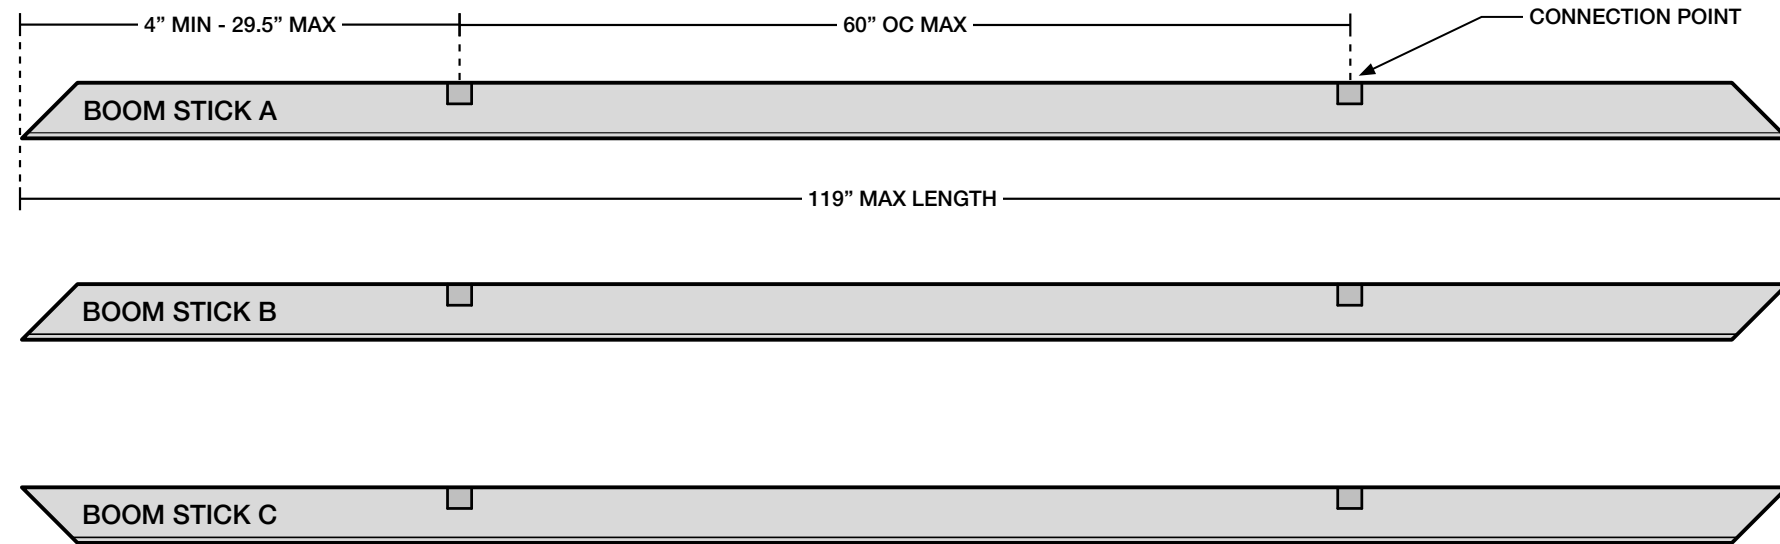 4” MIN - 29.5” MAX
60” OC MAX
CONNECTION POINT
BOOM STICK A
119” MAX LENGTH
BOOM STICK B
BOOM STICK C